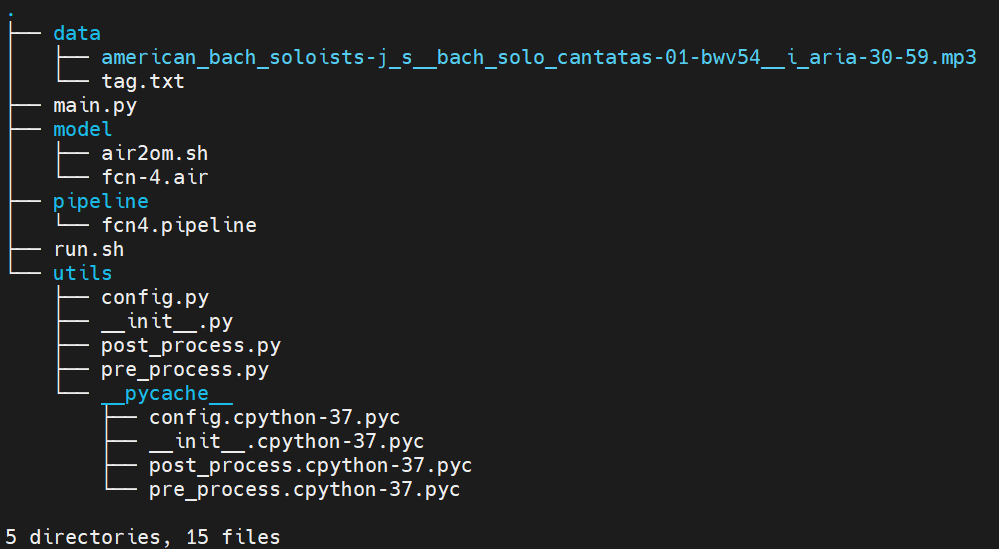 .
├── data
│   ├── american_bach_soloists-j_s__bach_solo_cantatas-01-bwv54__i_aria-30-59.mp3
│   └── tag.txt
├── main.py
├── model
│   ├── air2om.sh
│   └── fcn-4.air
├── pipeline
│   └── fcn4.pipeline
├── run.sh
└── utils
    ├── config.py
    ├── __init__.py
    ├── post_process.py
    ├── pre_process.py
    └── __pycache__
        ├── config.cpython-37.pyc
        ├── __init__.cpython-37.pyc
        ├── post_process.cpython-37.pyc
        └── pre_process.cpython-37.pyc

5 directories, 15 files